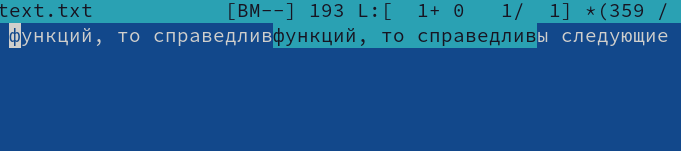 text.txt [BM--] 193 L:[ 1+ 0 1/ 1] *(359 /
функций, то справедливфункций, то справедливы следующие